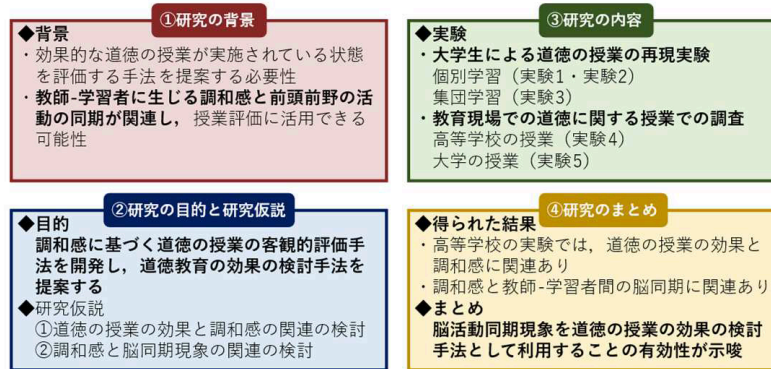 ①研究の背景
◆背景
・効果的な道徳の授業が実施されている状態
を評価する手法を提案する必要性
・教師-学習者に生じる調和感と前頭前野の活
動の同期が関連し，授業評価に活用できる
可能性
②研究の目的と研究仮説
◆目的
調和感に基づく道徳の授業の客観的評価手
法を開発し，道徳教育の効果の検討手法を
提案する
◆研究仮説
①道徳の授業の効果と調和感の関連の検討
②調和感と脳同期現象の関連の検討
③研究の内容
◆実験
・大学生による道徳の授業の再現実験
個別学習（実験1・実験2）
集団学習（実験3）
・教育現場での道徳に関する授業での調査
高等学校の授業（実験4）
大学の授業（実験5）
④研究のまとめ
◆得られた結果
・高等学校の実験では，道徳の授業の効果と
調和感に関連あり
・調和感と教師-学習者間の脳同期に関連あり
◆まとめ
脳活動同期現象を道徳の授業の効果の検討
手法として利用することの有効性が示唆